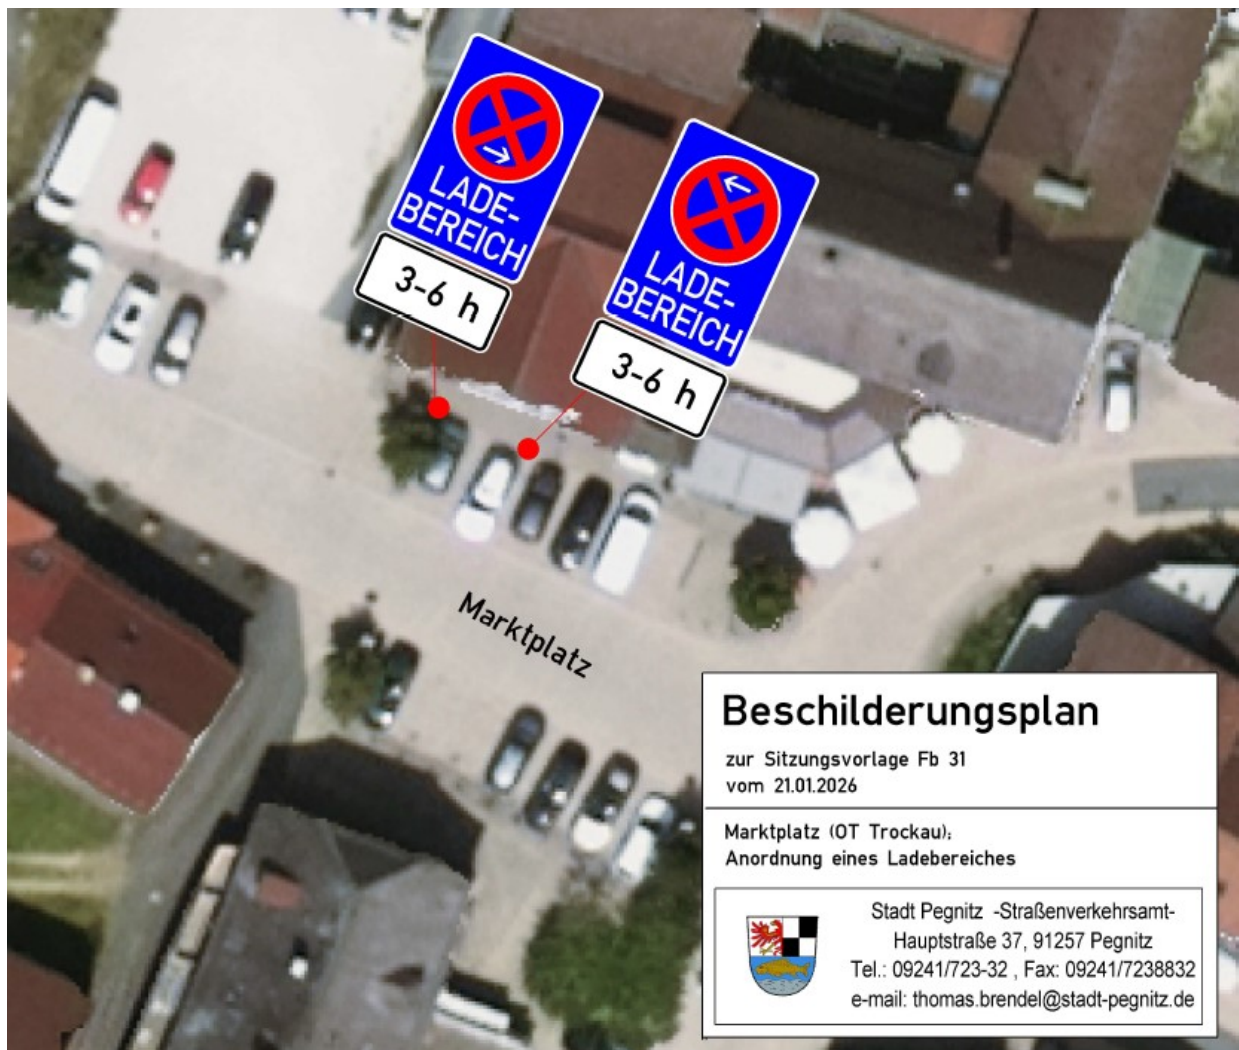 LADE-
BEREICH
3-6 h
LADE-
BEREICH
3-6 h
Marktplatz
Beschilderungsplan
zur Sitzungsvorlage Fb 31
vom 21.01.2026
Marktplatz (OT Trockau);
Anordnung eines Ladebereiches
Stadt Pegnitz -Straßenverkehrsamt-
Hauptstraße 37, 91257 Pegnitz
Tel.: 09241/723-32 , Fax: 09241/7238832
e-mail: thomas.brendel@stadt-pegnitz.de